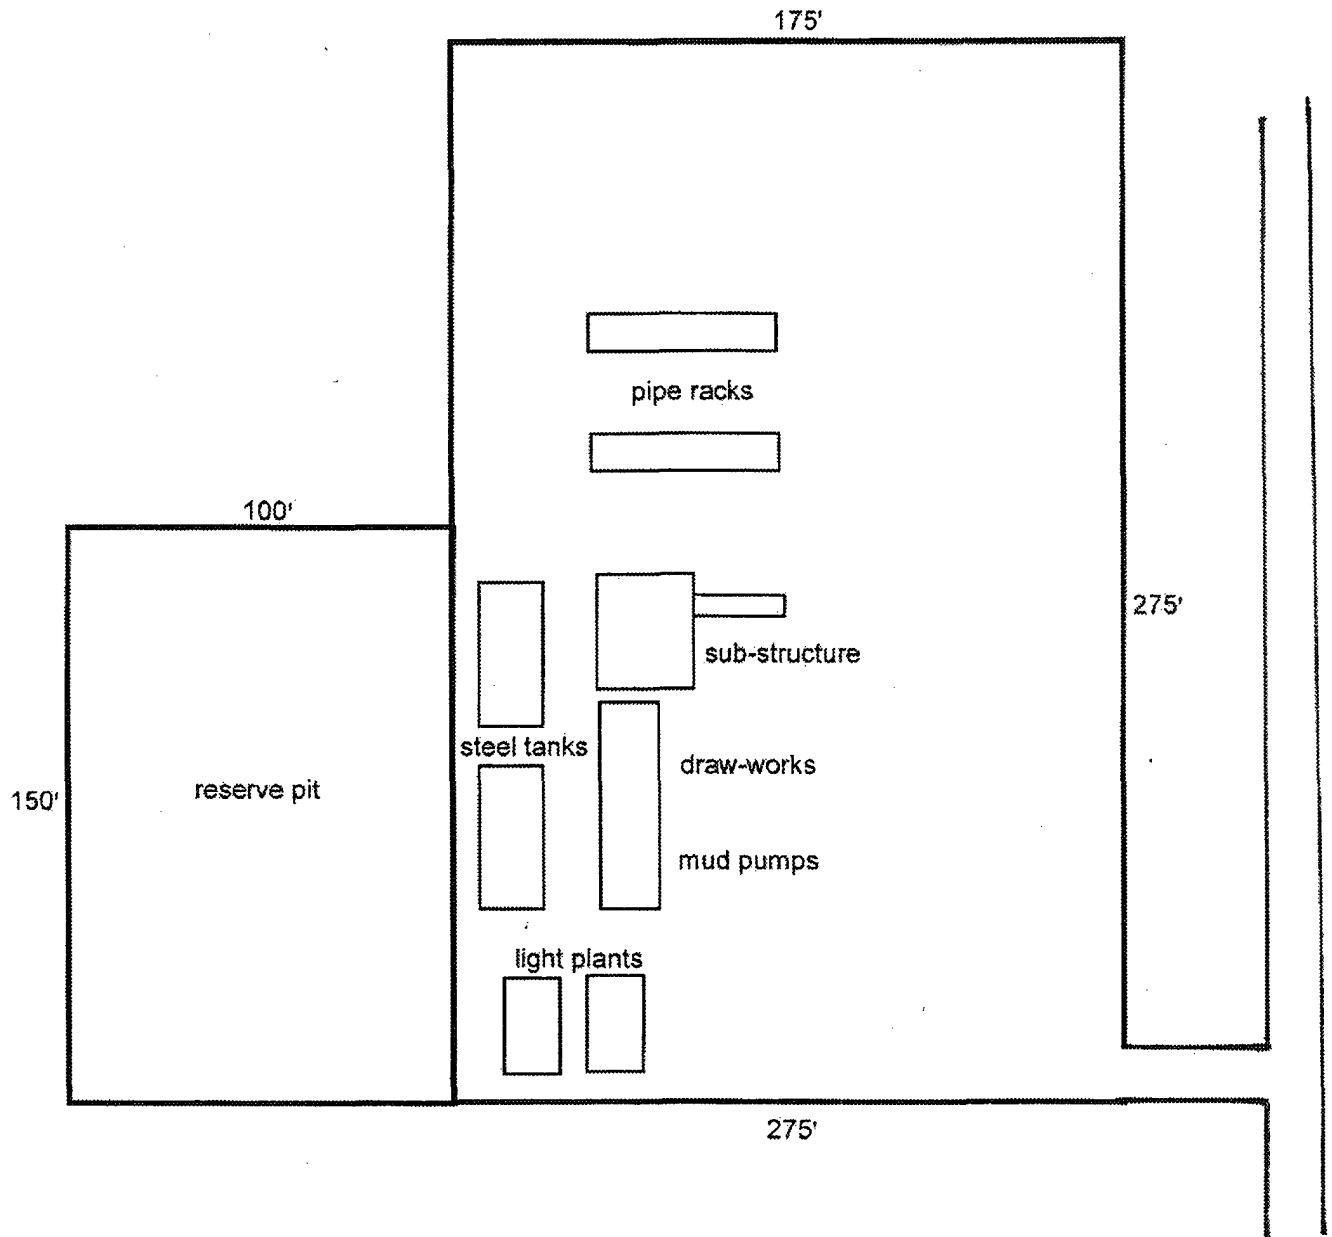 175'
pipe racks
100'
275'
sub-structure
steel tanks
draw-works
reserve pit
150'
mud pumps
light plants
275'